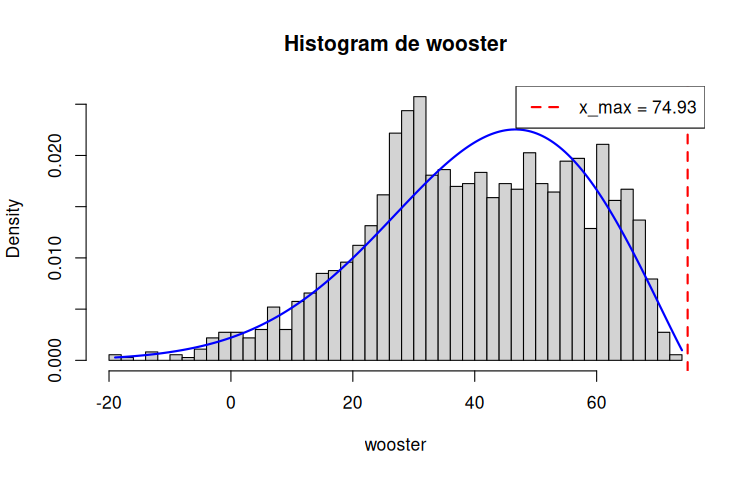 Histogram de wooster
x_max = 74.93
Density
0.020
0.010
0.000
-20 0 20 40 60
wooster